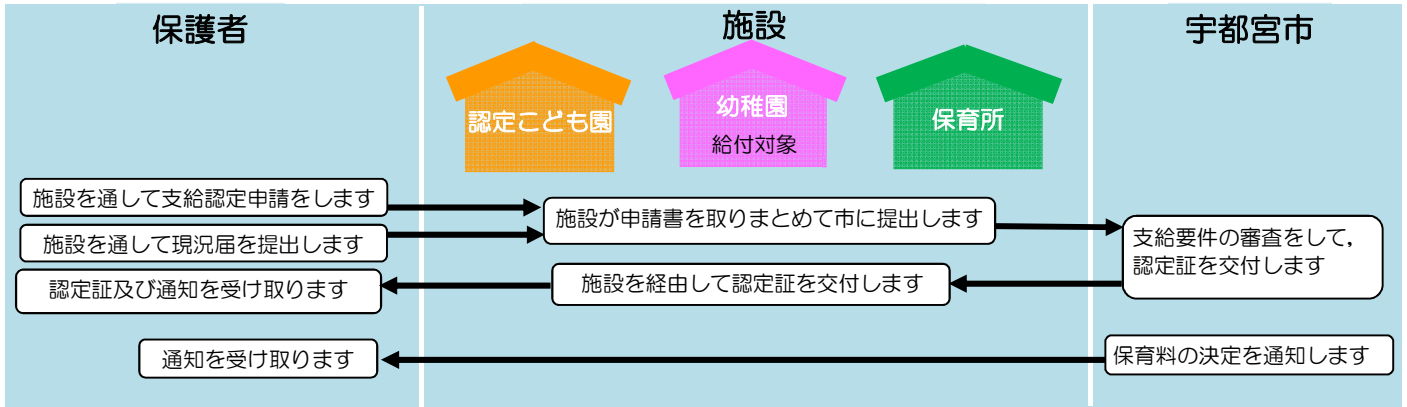 保護者
施設
宇都宮市
認定こども園
幼稚園
給付対象
保育所
施設を通して支給認定申請をします
施設を通して現況届を提出します
施設が申請書を取りまとめて市に提出します
支給要件の審査をして，
認定証を交付します
施設を経由して認定証を交付します
認定証及び通知を受け取ります
保育料の決定を通知します
通知を受け取ります